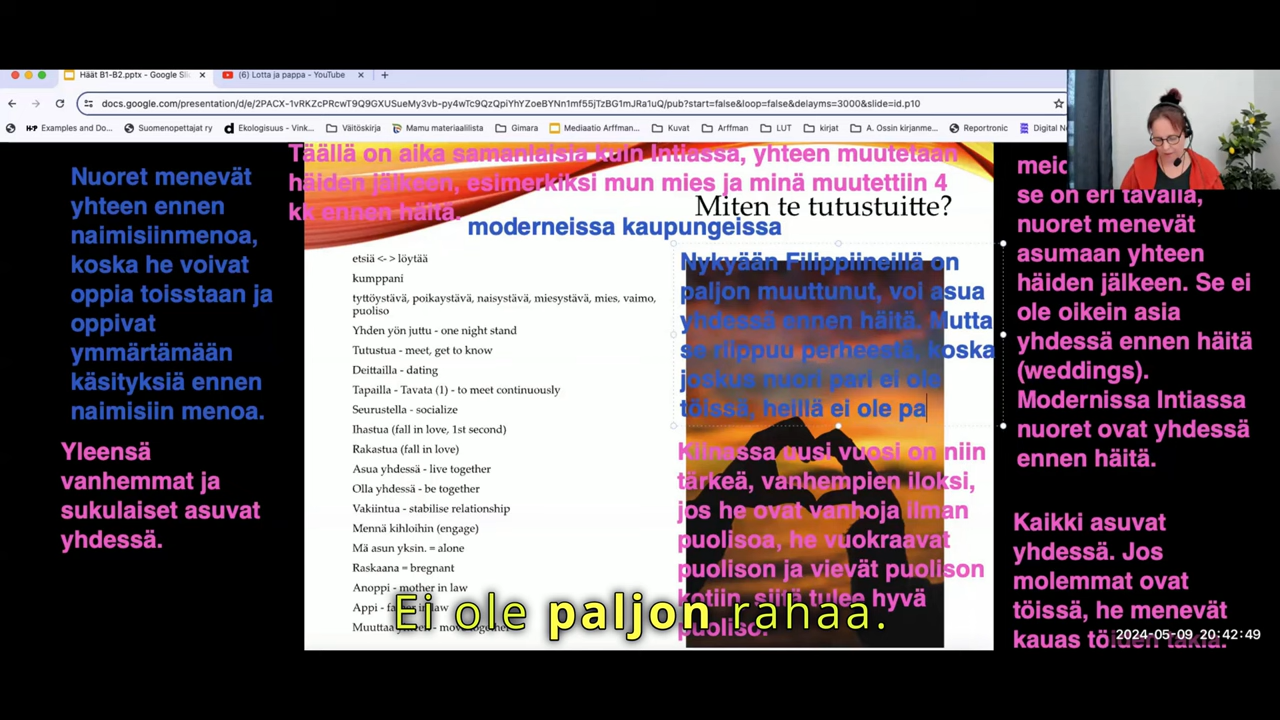 Häät B1-B2.pptx - Google Sli
(6) Lotta ja pappa - YouTube
docs.google.com/presentation/d/e/2PACX-1vRKZcPRcwT9Q9GXUSueMy3vb-py4wTc9QzQpiYhYZoeBYNn1mf55jTzBG1mJRa1uQ/pub?start=false&loop=false&delayms=3000&slide=id.p10
Examples and Do...
Suomenopettajat ry
Ekologisuus - Vink...
Väitöskirja
Mamu materiaalista
Gimara
Mediaatio Arffman...
Kuvat
Arffman
LUT
kirjat
A. Ossin kirjanme...
Reportronic
Digital Ne
Nuoret menevät
yhteen ennen
naimisiinmenoa,
koska he voivat
oppia toisstaan ja
oppivat
ymmärtämään
käsityksiä ennen
naimisiin menoa.
Yleensä
vanhemmat ja
sukulaiset asuvat
yhdessä.
Täällä on aika samanlaisia kuin Intiassa, yhteen muutetaan
häiden jälkeen, esimerkiksi mun mies ja minä muutettiin 4
kk ennen häitä.
Miten te tutustuitte?
moderneissa kaupungeissa
etsiä <- > löytää
kumppani
tyttöystävä, poikaystävä, naisystävä, miesystävä, mies, vaimo,
puoliso
Yhden yön juttu - one night stand
Tutustua - meet, get to know
Deittailla - dating
Tapailla - Tavata (1) - to meet continuously
Seurustella - socialize
Ihastua (fall in love, 1st second)
Rakastua (fall in love)
Asua yhdessä - live together
Olla yhdessä - be together
Vakiintua - stabilise relationship
Mennä kihloihin (engage)
Mä asun yksin. = alone
Raskaana = bregnant
Anoppi - mother in law
Appi - father in law
Muuttaa yhteen - move together
Nykyään Filippiineillä on
paljon muuttunut, voi asua
yhdessä ennen häitä. Mutta
se riippuu perheestä, koska
joskus nuori pari ei ole
töissä, heillä ei ole pa
Kiinassa uusi vuosi on niin
tärkeä, vanhempien iloksi,
jos he ovat vanhoja ilman
puolisoa, he vuokraavat
puolison ja vievät puolison
kotiin, siitä tulee hyvä
puoliso.
meid
se on eri tavalla,
nuoret menevät
asumaan yhteen
häiden jälkeen. Se ei
ole oikein asia
yhdessä ennen häitä
(weddings).
Modernissa Intiassa
nuoret ovat yhdessä
ennen häitä.
Kaikki asuvat
yhdessä. Jos
molemmat ovat
töissä, he menevät
kauas töiden takia.
Ei ole paljon rahaa.
2024-05-09 20:42:49